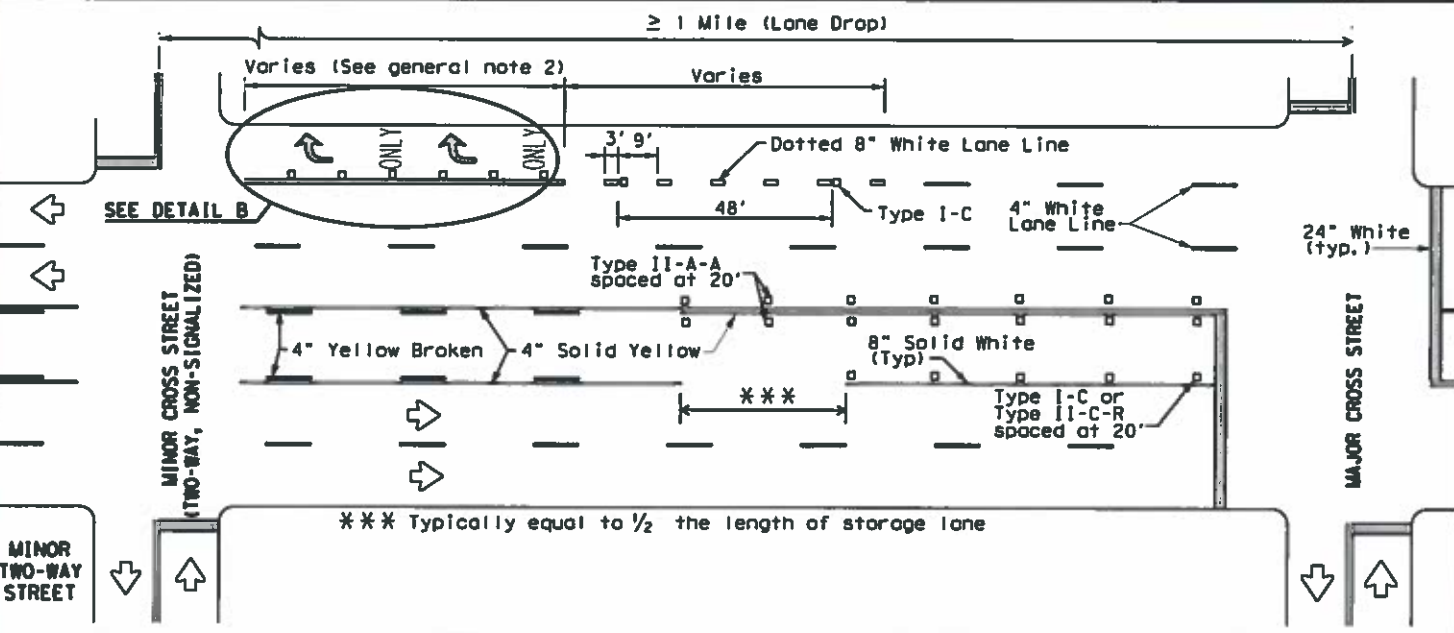 ≥ 1 Mile (Lane Drop)
Varies (See general note 2)
Varies
ONLY
ONLY
3' 9'
Dotted 8" White Lane Line
SEE DETAIL B
48'
Type I-C
4" White
Lane Line
24" White
(typ.)
Type II-A-A
spaced at 20'
MINOR CROSS STREET
(TWO-WAY, NON-SIGNALIZED)
4" Yellow Broken
4" Solid Yellow
8" Solid White
(Typ)
***
Type I-C or
Type II-C-R
spaced at 20'
MAJOR CROSS STREET
*** Typically equal to ½ the length of storage lane
MINOR
TWO-WAY
STREET